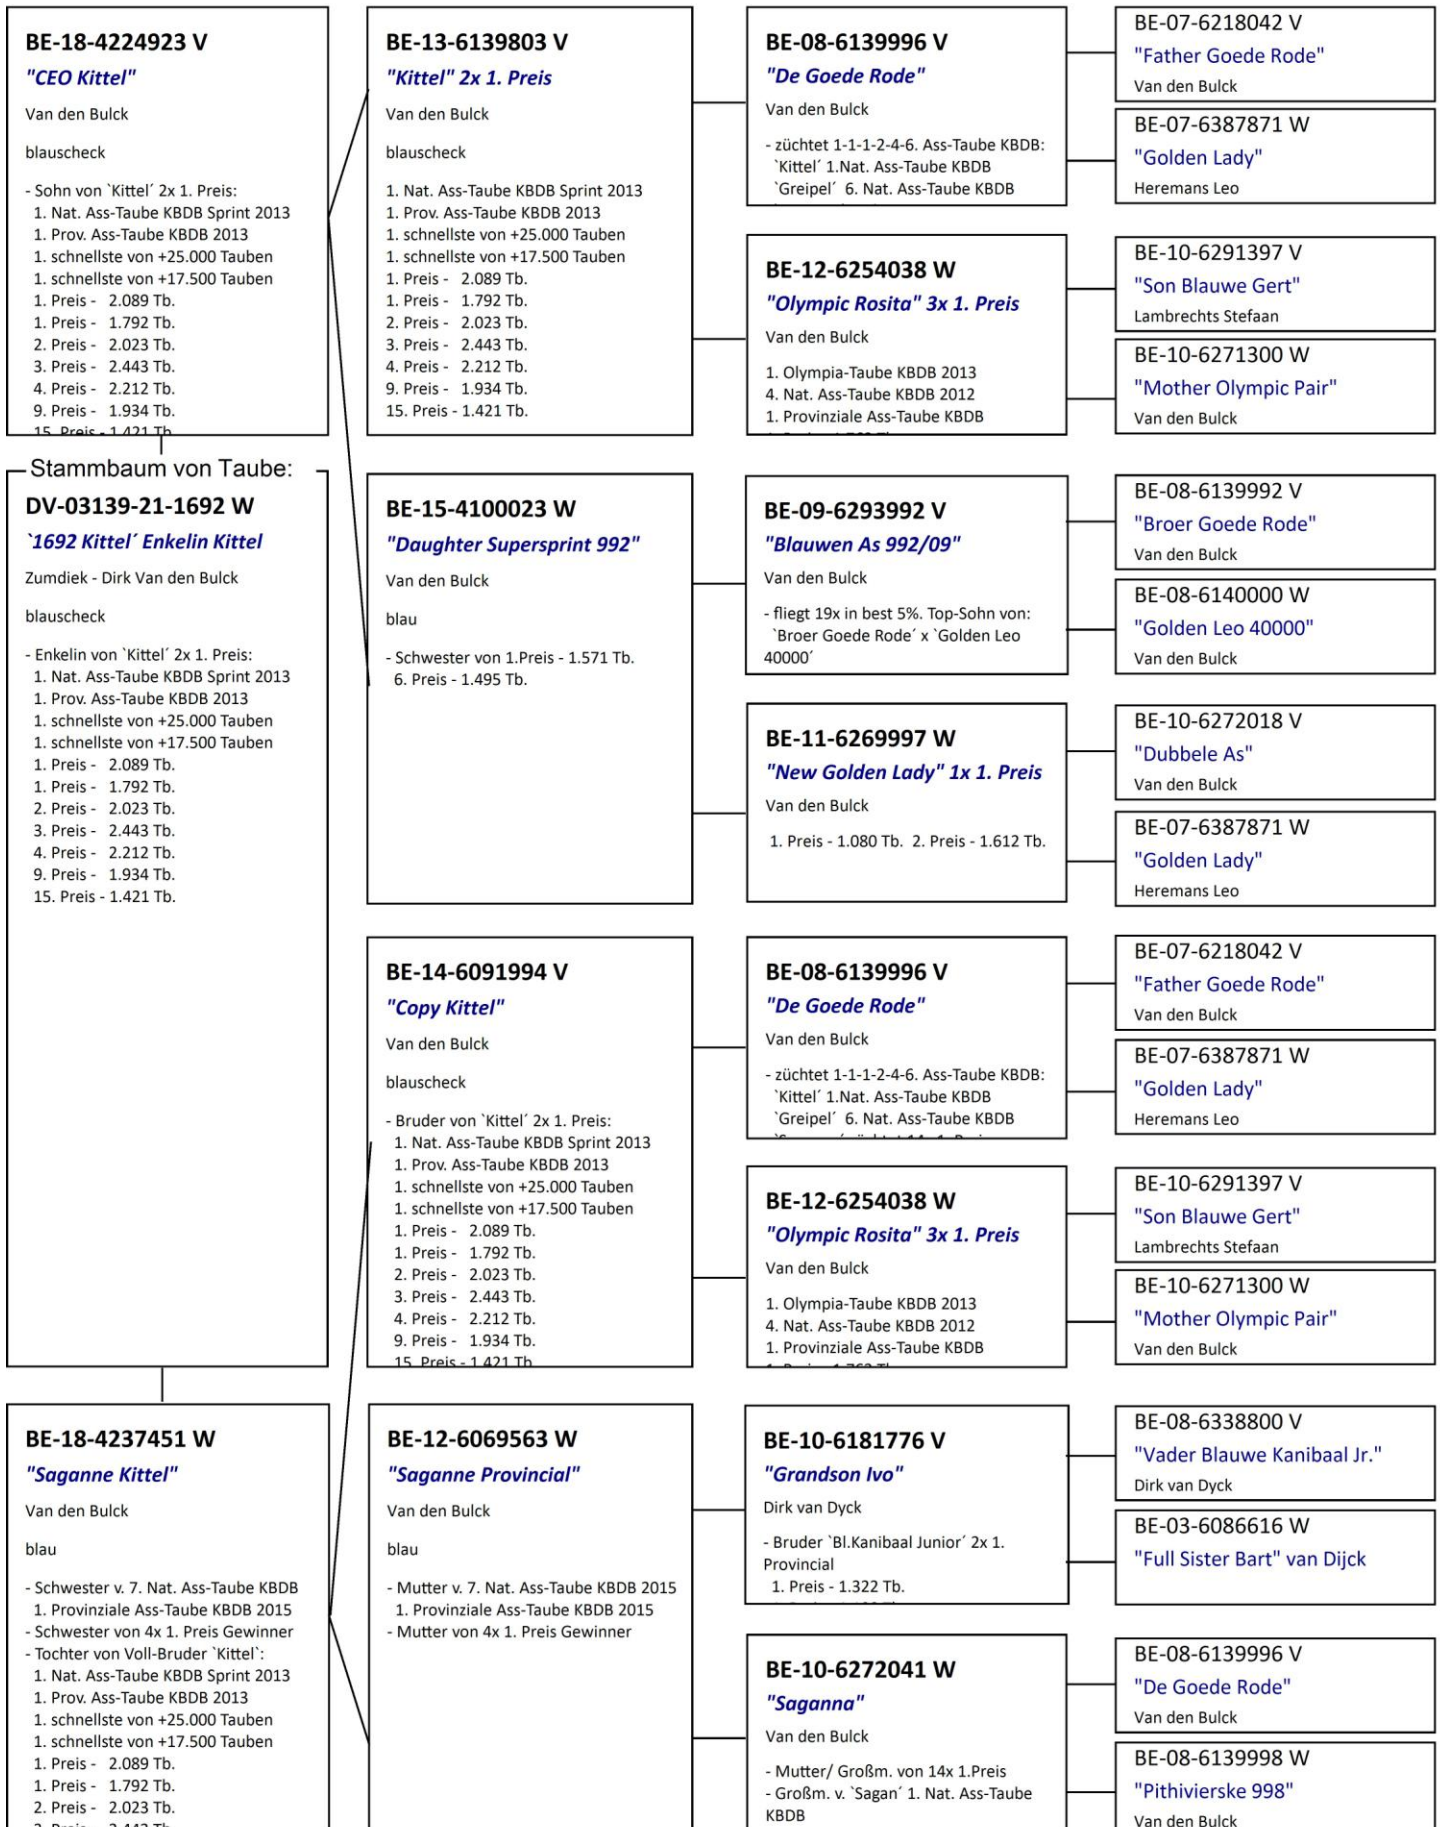 BE-18-4224923 V
"CEO Kittel"
Van den Bulck
blauscheck
- Sohn von `Kittel´ 2x 1. Preis:
1. Nat. Ass-Taube KBDB Sprint 2013
1. Prov. Ass-Taube KBDB 2013
1. schnellste von +25.000 Tauben
1. schnellste von +17.500 Tauben
1. Preis - 2.089 Tb.
1. Preis - 1.792 Tb.
2. Preis - 2.023 Tb.
3. Preis - 2.443 Tb.
4. Preis - 2.212 Tb.
9. Preis - 1.934 Tb.
15. Preis - 1.421 Tb.
Stammbaum von Taube:
DV-03139-21-1692 W
`1692 Kittel´ Enkelin Kittel
Zumdiek - Dirk Van den Bulck
blauscheck
- Enkelin von `Kittel´ 2x 1. Preis:
1. Nat. Ass-Taube KBDB Sprint 2013
1. Prov. Ass-Taube KBDB 2013
1. schnellste von +25.000 Tauben
1. schnellste von +17.500 Tauben
1. Preis - 2.089 Tb.
1. Preis - 1.792 Tb.
2. Preis - 2.023 Tb.
3. Preis - 2.443 Tb.
4. Preis - 2.212 Tb.
9. Preis - 1.934 Tb.
15. Preis - 1.421 Tb.
BE-18-4237451 W
"Saganne Kittel"
Van den Bulck
blau
- Schwester v. 7. Nat. Ass-Taube KBDB
1. Provinziale Ass-Taube KBDB 2015
- Schwester von 4x 1. Preis Gewinner
- Tochter von Voll-Bruder `Kittel`:
1. Nat. Ass-Taube KBDB Sprint 2013
1. Prov. Ass-Taube KBDB 2013
1. schnellste von +25.000 Tauben
1. schnellste von +17.500 Tauben
1. Preis - 2.089 Tb.
1. Preis - 1.792 Tb.
2. Preis - 2.023 Tb.
3. Preis - 2.443 Tb.
BE-13-6139803 V
"Kittel" 2x 1. Preis
Van den Bulck
blauscheck
1. Nat. Ass-Taube KBDB Sprint 2013
1. Prov. Ass-Taube KBDB 2013
1. schnellste von +25.000 Tauben
1. schnellste von +17.500 Tauben
1. Preis - 2.089 Tb.
1. Preis - 1.792 Tb.
2. Preis - 2.023 Tb.
3. Preis - 2.443 Tb.
4. Preis - 2.212 Tb.
9. Preis - 1.934 Tb.
15. Preis - 1.421 Tb.
BE-15-4100023 W
"Daughter Supersprint 992"
Van den Bulck
blau
- Schwester von 1.Preis - 1.571 Tb.
6. Preis - 1.495 Tb.
BE-14-6091994 V
"Copy Kittel"
Van den Bulck
blauscheck
- Bruder von `Kittel´ 2x 1. Preis:
1. Nat. Ass-Taube KBDB Sprint 2013
1. Prov. Ass-Taube KBDB 2013
1. schnellste von +25.000 Tauben
1. schnellste von +17.500 Tauben
1. Preis - 2.089 Tb.
1. Preis - 1.792 Tb.
2. Preis - 2.023 Tb.
3. Preis - 2.443 Tb.
4. Preis - 2.212 Tb.
9. Preis - 1.934 Tb.
15. Preis - 1.421 Tb.
BE-12-6069563 W
"Saganne Provincial"
Van den Bulck
blau
- Mutter v. 7. Nat. Ass-Taube KBDB 2015
1. Provinziale Ass-Taube KBDB 2015
- Mutter von 4x 1. Preis Gewinner
BE-08-6139996 V
"De Goede Rode"
Van den Bulck
- züchtet 1-1-1-2-4-6. Ass-Taube KBDB:
`Kittel´ 1.Nat. Ass-Taube KBDB
`Greipel´ 6. Nat. Ass-Taube KBDB
BE-12-6254038 W
"Olympic Rosita" 3x 1. Preis
Van den Bulck
1. Olympia-Taube KBDB 2013
4. Nat. Ass-Taube KBDB 2012
1. Provinziale Ass-Taube KBDB
BE-09-6293992 V
"Blauwen As 992/09"
Van den Bulck
- fliegt 19x in best 5%. Top-Sohn von:
`Broer Goede Rode´ x `Golden Leo
40000´
BE-11-6269997 W
"New Golden Lady" 1x 1. Preis
Van den Bulck
1. Preis - 1.080 Tb. 2. Preis - 1.612 Tb.
BE-08-6139996 V
"De Goede Rode"
Van den Bulck
- züchtet 1-1-1-2-4-6. Ass-Taube KBDB:
`Kittel´ 1.Nat. Ass-Taube KBDB
`Greipel´ 6. Nat. Ass-Taube KBDB
BE-12-6254038 W
"Olympic Rosita" 3x 1. Preis
Van den Bulck
1. Olympia-Taube KBDB 2013
4. Nat. Ass-Taube KBDB 2012
1. Provinziale Ass-Taube KBDB
BE-10-6181776 V
"Grandson Ivo"
Dirk van Dyck
- Bruder `Bl.Kanibaal Junior´ 2x 1.
Provincial
1. Preis - 1.322 Tb.
BE-10-6272041 W
"Saganna"
Van den Bulck
- Mutter/ Großm. von 14x 1.Preis
- Großm. v. `Sagan´ 1. Nat. Ass-Taube
KBDB
BE-07-6218042 V
"Father Goede Rode"
Van den Bulck
BE-07-6387871 W
"Golden Lady"
Heremans Leo
BE-10-6291397 V
"Son Blauwe Gert"
Lambrechts Stefaan
BE-10-6271300 W
"Mother Olympic Pair"
Van den Bulck
BE-08-6139992 V
"Broer Goede Rode"
Van den Bulck
BE-08-6140000 W
"Golden Leo 40000"
Van den Bulck
BE-10-6272018 V
"Dubbele As"
Van den Bulck
BE-07-6387871 W
"Golden Lady"
Heremans Leo
BE-07-6218042 V
"Father Goede Rode"
Van den Bulck
BE-07-6387871 W
"Golden Lady"
Heremans Leo
BE-10-6291397 V
"Son Blauwe Gert"
Lambrechts Stefaan
BE-10-6271300 W
"Mother Olympic Pair"
Van den Bulck
BE-08-6338800 V
"Vader Blauwe Kanibaal Jr."
Dirk van Dyck
BE-03-6086616 W
"Full Sister Bart" van Dijck
BE-08-6139996 V
"De Goede Rode"
Van den Bulck
BE-08-6139998 W
"Pithivierske 998"
Van den Bulck